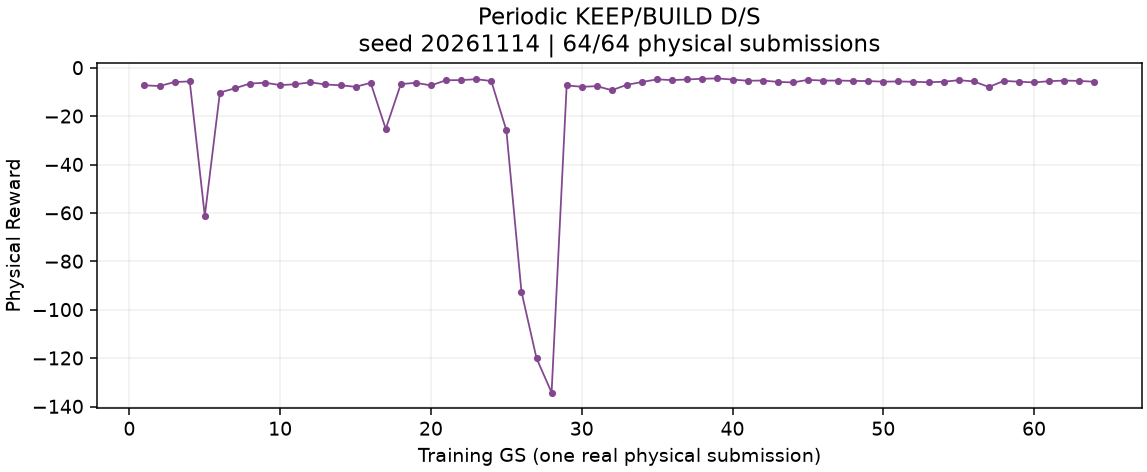 Periodic KEEP/BUILD D/S
seed 20261114 | 64/64 physical submissions
Physical Reward
0
−20
−40
−60
−80
−100
−120
−140
0 10 20 30 40 50 60
Training GS (one real physical submission)